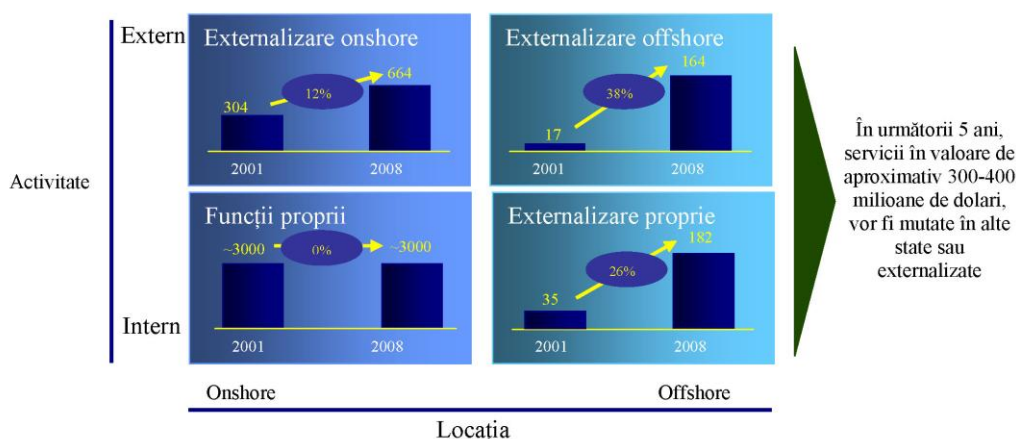 Extern
Activitate
Intern
Externalizare onshore
304
12%
664
2001
2008
Externalizare offshore
17
38%
164
2001
2008
Funcții proprii
~3000
0%
~3000
2001
2008
Externalizare proprie
35
26%
182
2001
2008
Onshore
Offshore
Locația
În următorii 5 ani,
servicii în valoare de
aproximativ 300-400
milioane de dolari,
vor fi mutate în alte
state sau
externalizate